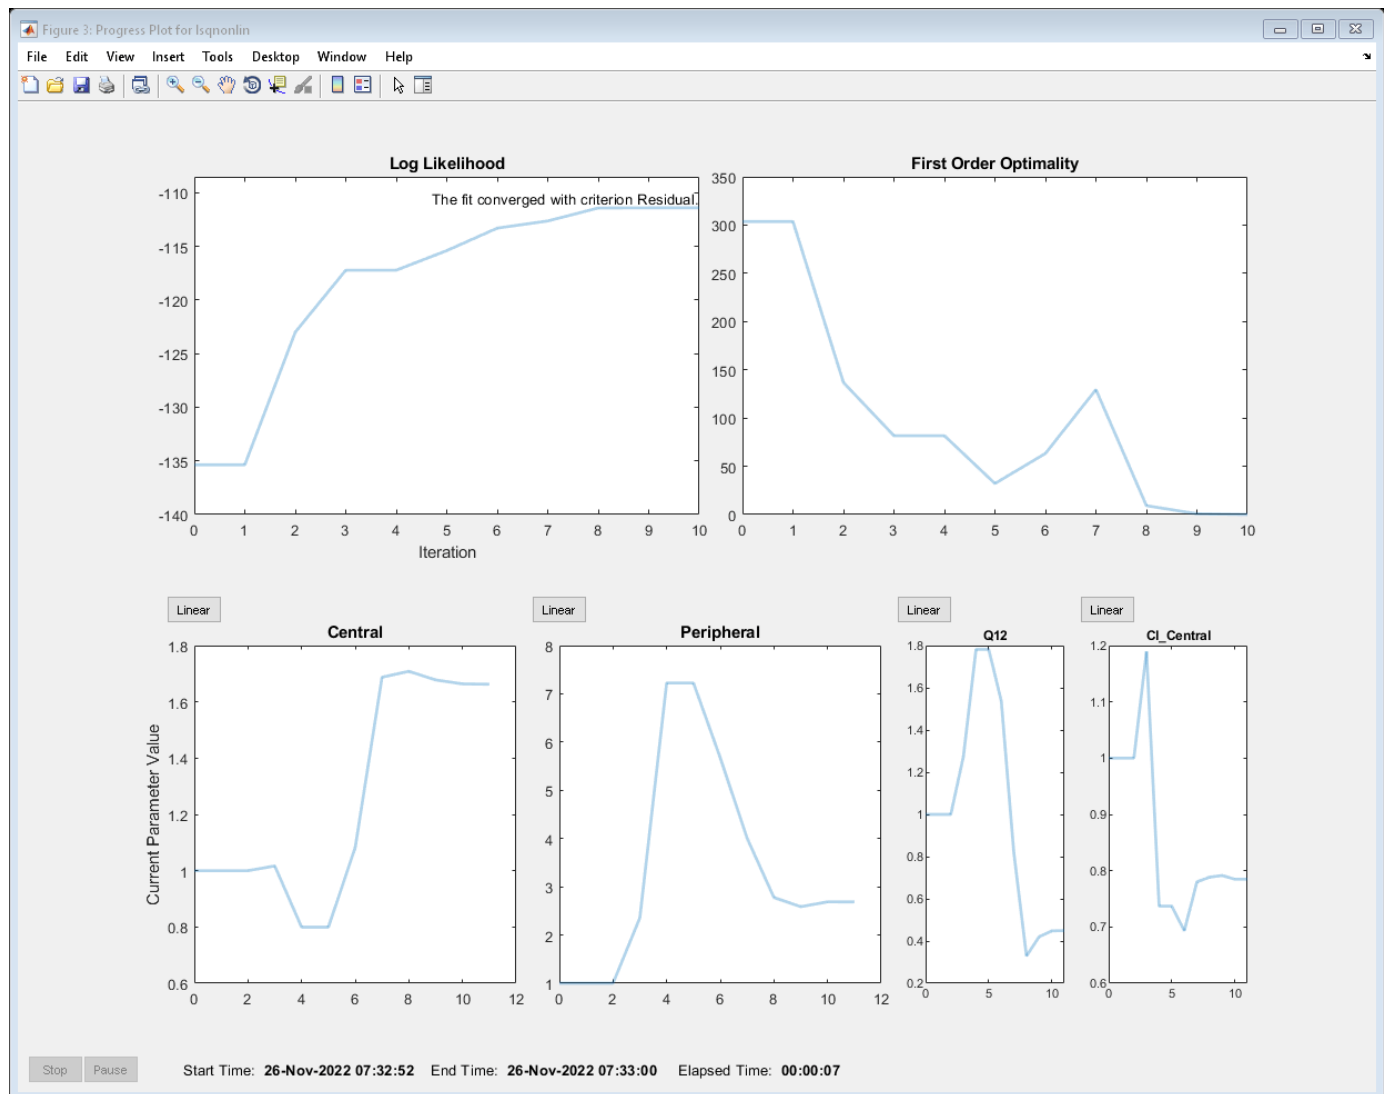 Figure 3: Progress Plot for lsqnonlin
File Edit View Insert Tools Desktop Window Help
Log Likelihood
The fit converged with criterion Residual.
-110
-115
-120
-125
-130
-135
-140
0 1 2 3 4 5 6 7 8 9 10
Iteration
First Order Optimality
350
300
250
200
150
100
50
0
0 1 2 3 4 5 6 7 8 9 10
Linear
Central
Current Parameter Value
1.8
1.6
1.4
1.2
1
0.8
0.6
0 2 4 6 8 10 12
Linear
Peripheral
8
7
6
5
4
3
2
1
0 2 4 6 8 10 12
Linear
Q12
1.8
1.6
1.4
1.2
1
0.8
0.6
0.4
0.2
0 5 10
Linear
Cl_Central
1.2
1.1
1
0.9
0.8
0.7
0.6
0 5 10
Stop Pause Start Time: 26-Nov-2022 07:32:52 End Time: 26-Nov-2022 07:33:00 Elapsed Time: 00:00:07